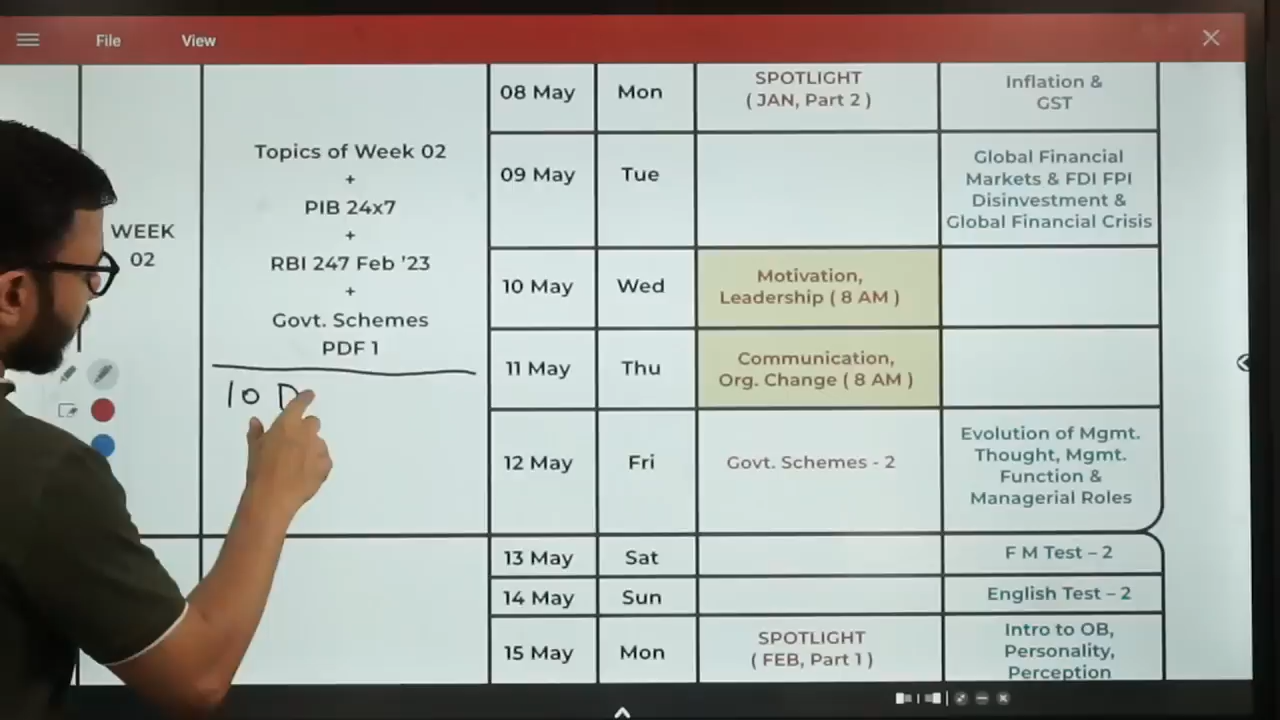 File View
WEEK
02
Topics of Week 02
+
PIB 24x7
+
RBI 247 Feb '23
+
Govt. Schemes
PDF 1
10 D
08 May Mon SPOTLIGHT
( JAN, Part 2 )
Inflation &
GST
09 May Tue
Global Financial
Markets & FDI FPI
Disinvestment &
Global Financial Crisis
10 May Wed Motivation,
Leadership ( 8 AM )
11 May Thu Communication,
Org. Change ( 8 AM )
12 May Fri Govt. Schemes - 2
Evolution of Mgmt.
Thought, Mgmt.
Function &
Managerial Roles
13 May Sat F M Test – 2
14 May Sun English Test – 2
15 May Mon SPOTLIGHT
( FEB, Part 1 )
Intro to OB,
Personality,
Perception